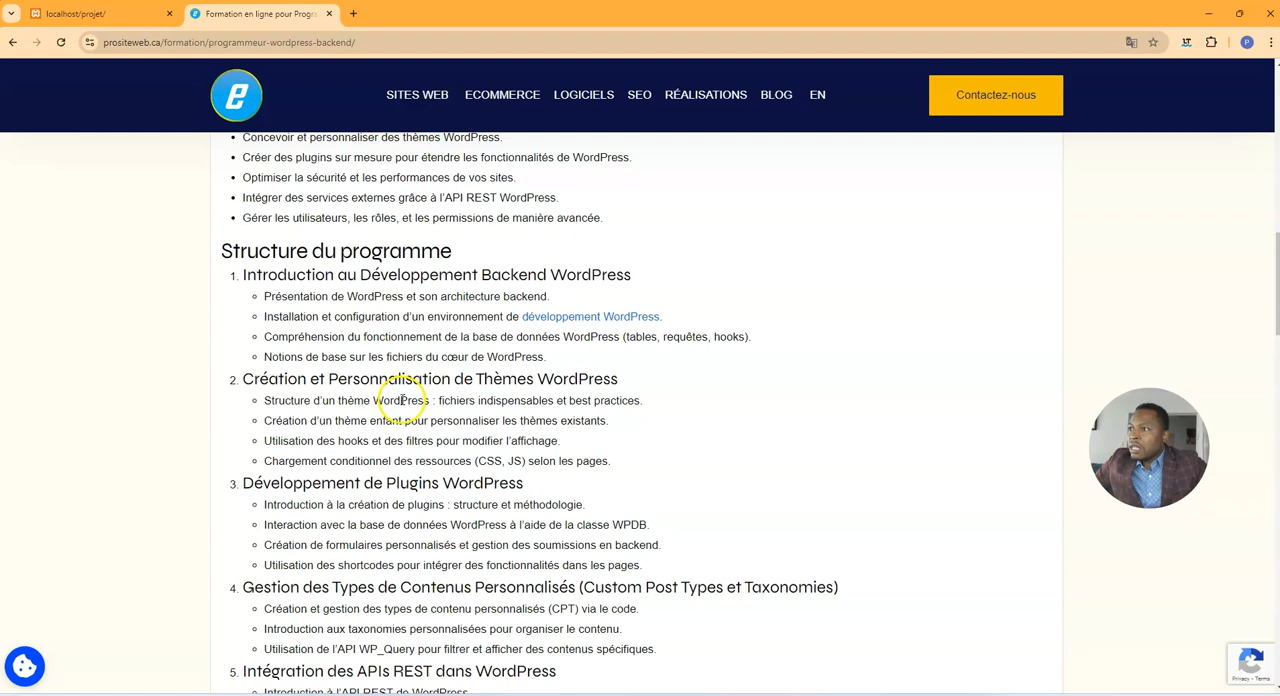 localhost/projet/
Formation en ligne pour Progra
prositeweb.ca/formation/programmeur-wordpress-backend/
e
SITES WEB
ECOMMERCE
LOGICIELS
SEO
RÉALISATIONS
BLOG
EN
Contactez-nous
Concevoir et personnaliser des thèmes WordPress.
Créer des plugins sur mesure pour étendre les fonctionnalités de WordPress.
Optimiser la sécurité et les performances de vos sites.
Intégrer des services externes grâce à l'API REST WordPress.
Gérer les utilisateurs, les rôles, et les permissions de manière avancée.
Structure du programme
1. Introduction au Développement Backend WordPress
Présentation de WordPress et son architecture backend.
Installation et configuration d'un environnement de développement WordPress.
Compréhension du fonctionnement de la base de données WordPress (tables, requêtes, hooks).
Notions de base sur les fichiers du cœur de WordPress.
2. Création et Personnalisation de Thèmes WordPress
Structure d'un thème WordPress : fichiers indispensables et best practices.
Création d'un thème enfant pour personnaliser les thèmes existants.
Utilisation des hooks et des filtres pour modifier l'affichage.
Chargement conditionnel des ressources (CSS, JS) selon les pages.
3. Développement de Plugins WordPress
Introduction à la création de plugins : structure et méthodologie.
Interaction avec la base de données WordPress à l'aide de la classe WPDB.
Création de formulaires personnalisés et gestion des soumissions en backend.
Utilisation des shortcodes pour intégrer des fonctionnalités dans les pages.
4. Gestion des Types de Contenus Personnalisés (Custom Post Types et Taxonomies)
Création et gestion des types de contenu personnalisés (CPT) via le code.
Introduction aux taxonomies personnalisées pour organiser le contenu.
Utilisation de l'API WP_Query pour filtrer et afficher des contenus spécifiques.
5. Intégration des APIs REST dans WordPress
Introduction à l'API REST de WordPress.
Privacy - Terms
P